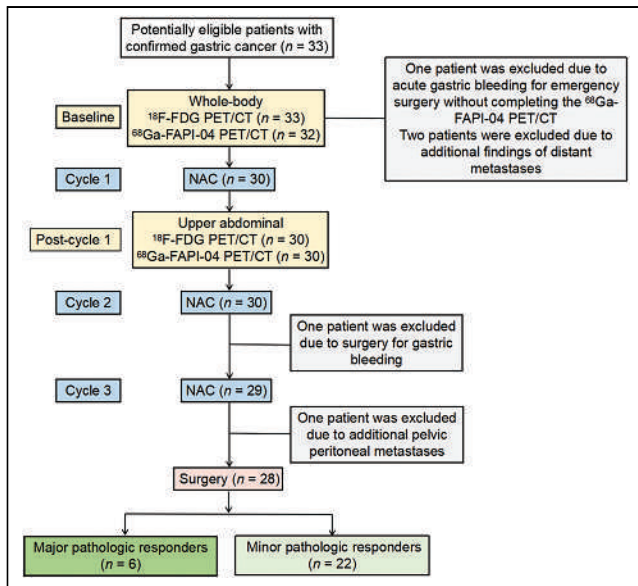 Potentially eligible patients with
confirmed gastric cancer (n = 33)
One patient was excluded due to
acute gastric bleeding for emergency
surgery without completing the ⁶⁸Ga-
FAPI-04 PET/CT
Two patients were excluded due to
additional findings of distant
metastases
Baseline
Whole-body
¹⁸F-FDG PET/CT (n = 33)
⁶⁸Ga-FAPI-04 PET/CT (n = 32)
Cycle 1
NAC (n = 30)
Post-cycle 1
Upper abdominal
¹⁸F-FDG PET/CT (n = 30)
⁶⁸Ga-FAPI-04 PET/CT (n = 30)
Cycle 2
NAC (n = 30)
One patient was excluded
due to surgery for gastric
bleeding
Cycle 3
NAC (n = 29)
One patient was excluded
due to additional pelvic
peritoneal metastases
Surgery (n = 28)
Major pathologic responders
(n = 6)
Minor pathologic responders
(n = 22)